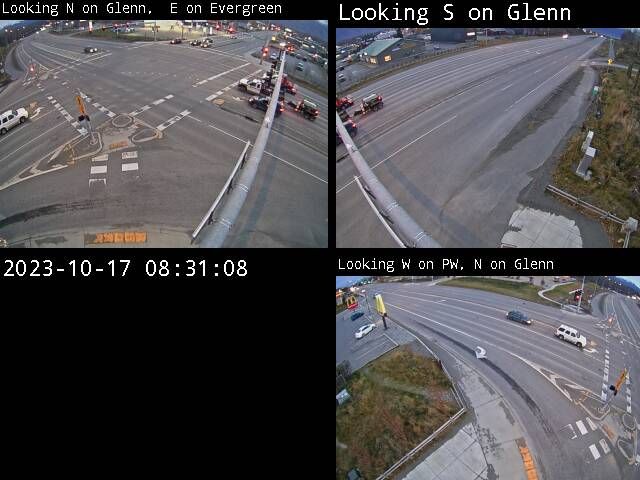 Looking N on Glenn,  E on Evergreen
Looking S on Glenn
2023-10-17 08:31:08
Looking W on PW, N on Glenn